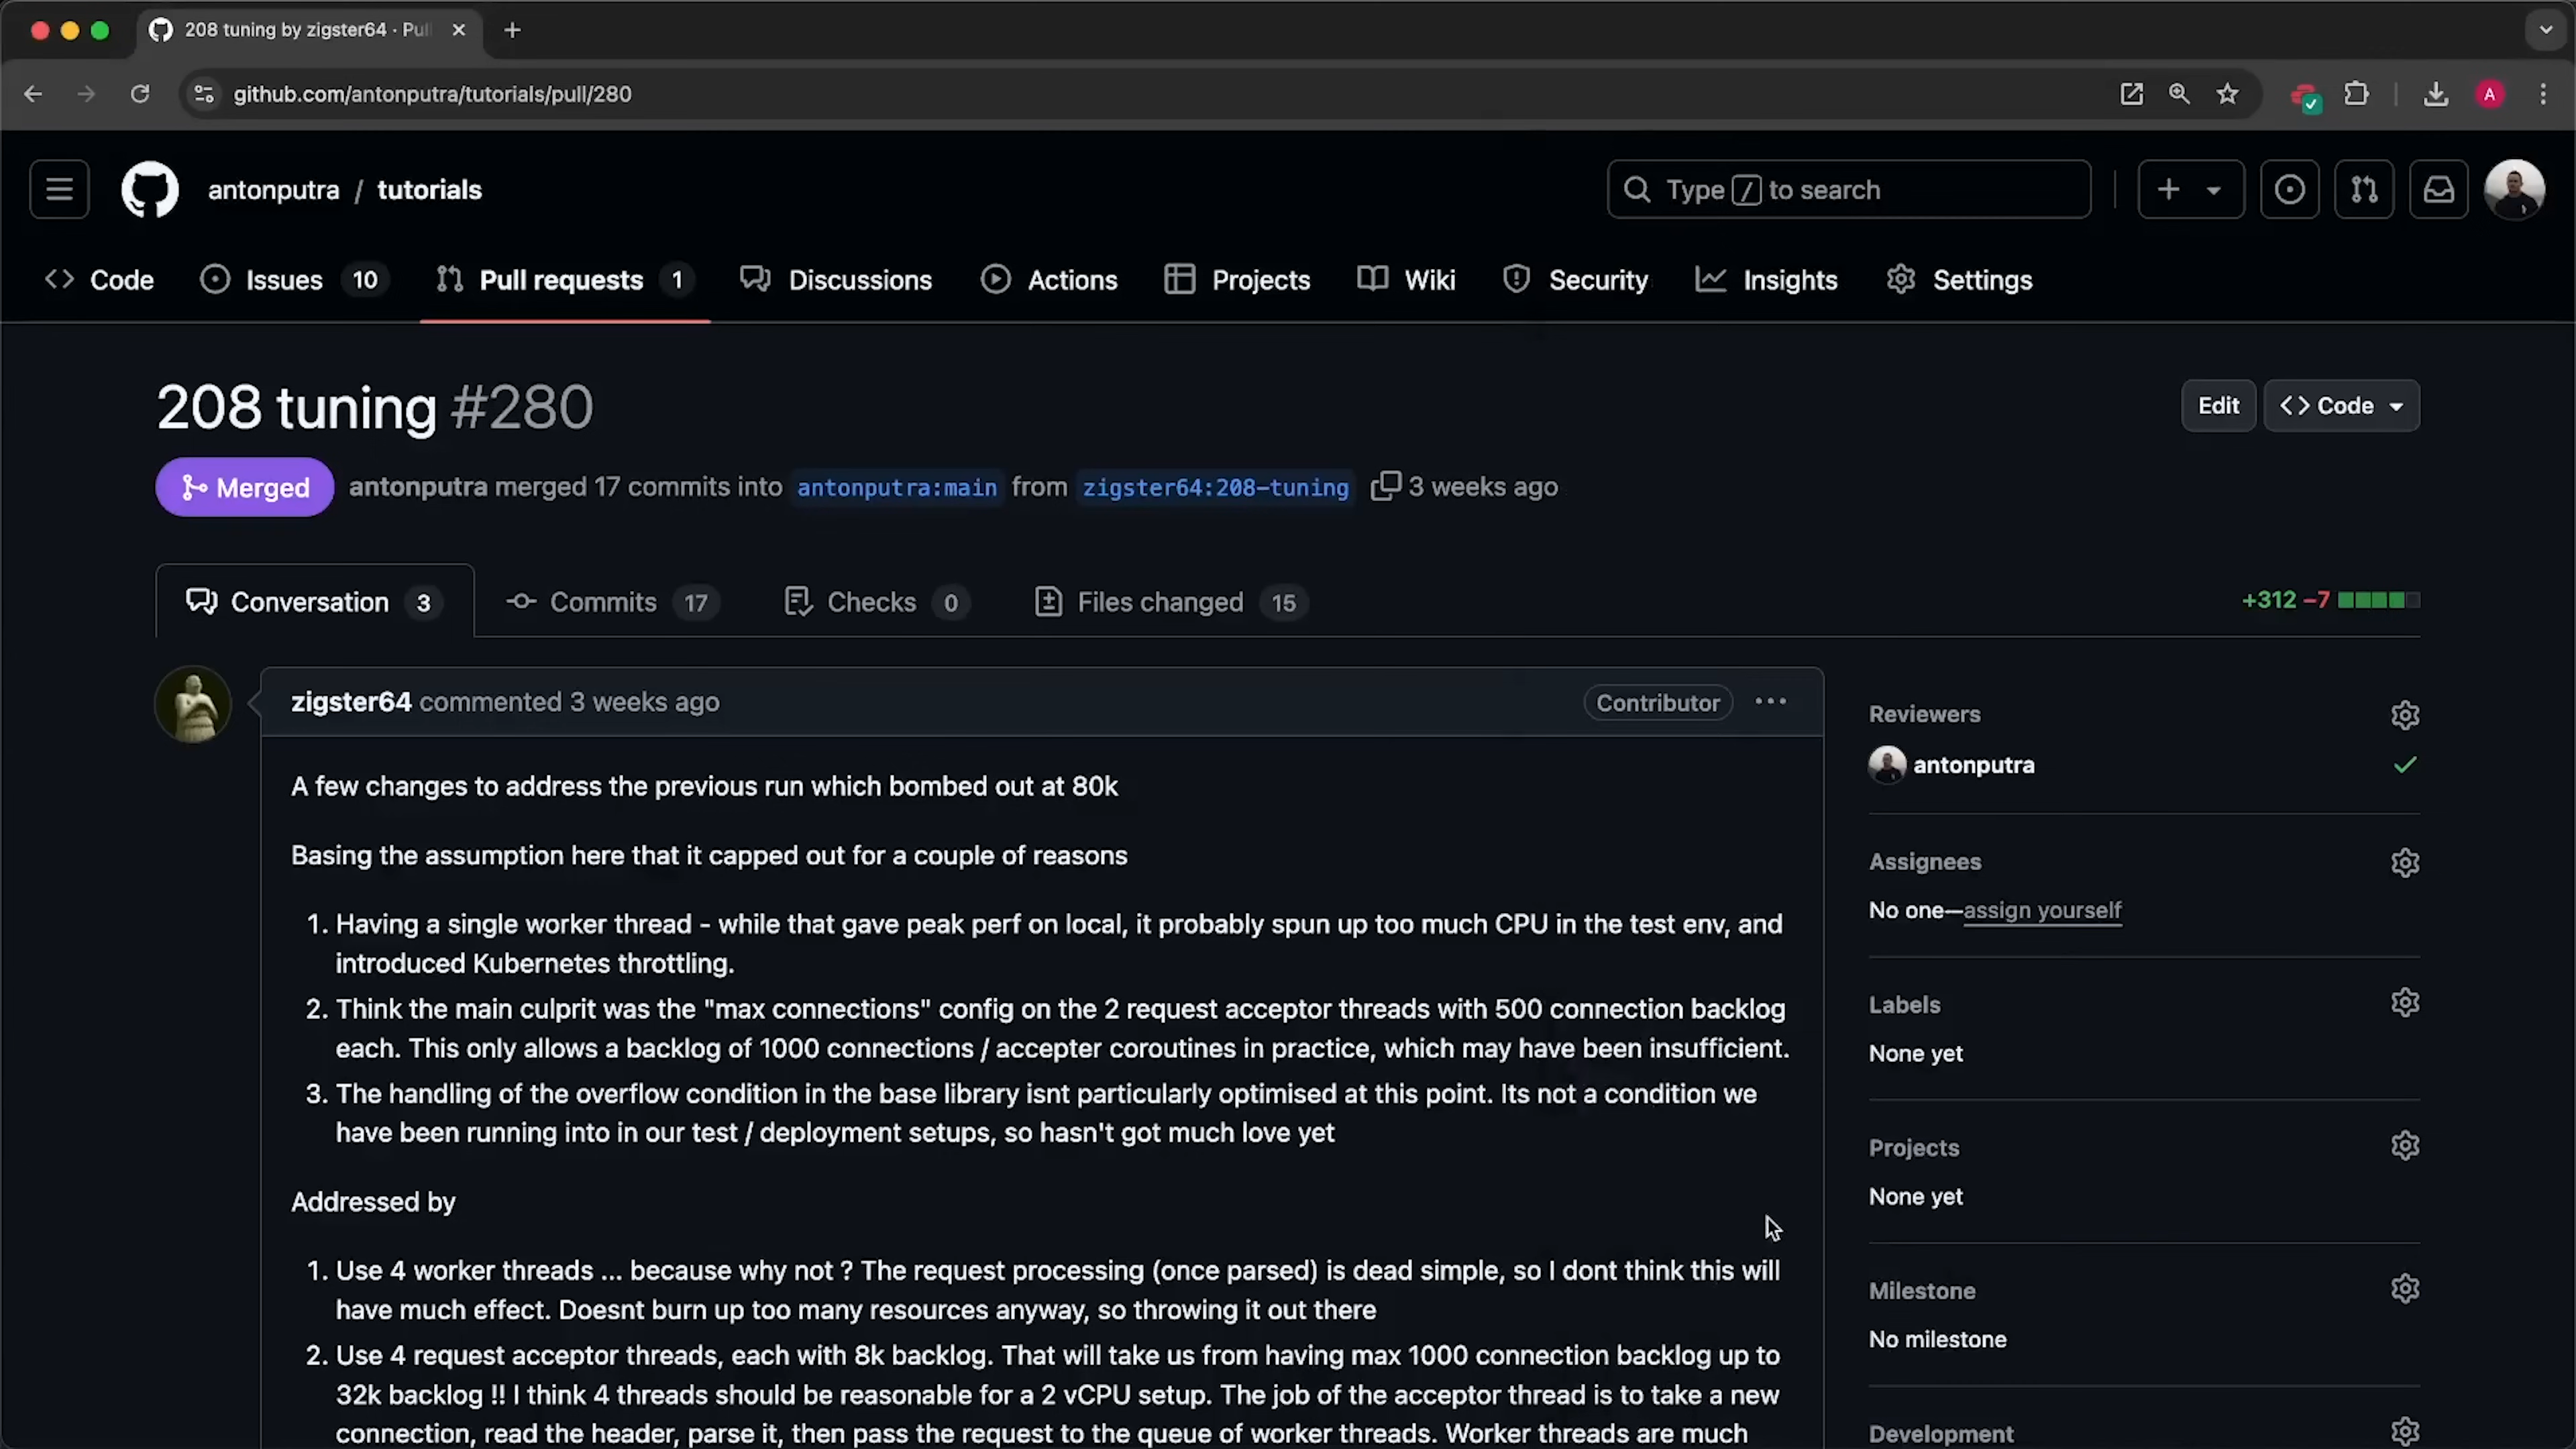 208 tuning by zigster64 · Pul
github.com/antonputra/tutorials/pull/280
A
antonputra / tutorials
Type / to search
Code
Issues 10
Pull requests 1
Discussions
Actions
Projects
Wiki
Security
Insights
Settings
208 tuning #280
Edit
Code
Merged
antonputra merged 17 commits into antonputra:main from zigster64:208-tuning 3 weeks ago
Conversation 3
Commits 17
Checks 0
Files changed 15
+312 −7
zigster64 commented 3 weeks ago
Contributor
A few changes to address the previous run which bombed out at 80k
Basing the assumption here that it capped out for a couple of reasons
1. Having a single worker thread - while that gave peak perf on local, it probably spun up too much CPU in the test env, and
introduced Kubernetes throttling.
2. Think the main culprit was the "max connections" config on the 2 request acceptor threads with 500 connection backlog
each. This only allows a backlog of 1000 connections / accepter coroutines in practice, which may have been insufficient.
3. The handling of the overflow condition in the base library isnt particularly optimised at this point. Its not a condition we
have been running into in our test / deployment setups, so hasn't got much love yet
Addressed by
1. Use 4 worker threads ... because why not ? The request processing (once parsed) is dead simple, so I dont think this will
have much effect. Doesnt burn up too many resources anyway, so throwing it out there
2. Use 4 request acceptor threads, each with 8k backlog. That will take us from having max 1000 connection backlog up to
32k backlog !! I think 4 threads should be reasonable for a 2 vCPU setup. The job of the acceptor thread is to take a new
connection, read the header, parse it, then pass the request to the queue of worker threads. Worker threads are much
Reviewers
antonputra
Assignees
No one—assign yourself
Labels
None yet
Projects
None yet
Milestone
No milestone
Development